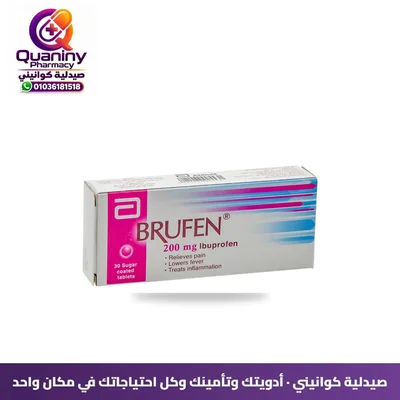 Quaniny
Pharmacy
صيدلية كوانيني
01036181518
BRUFEN®
200 mg Ibuprofen
• Relieves pain
• Lowers fever
• Treats inflammation
30 Sugar
coated
tablets
صيدلية كوانيني - أدويتك وتأمينك وكل احتياجاتك في مكان واحد